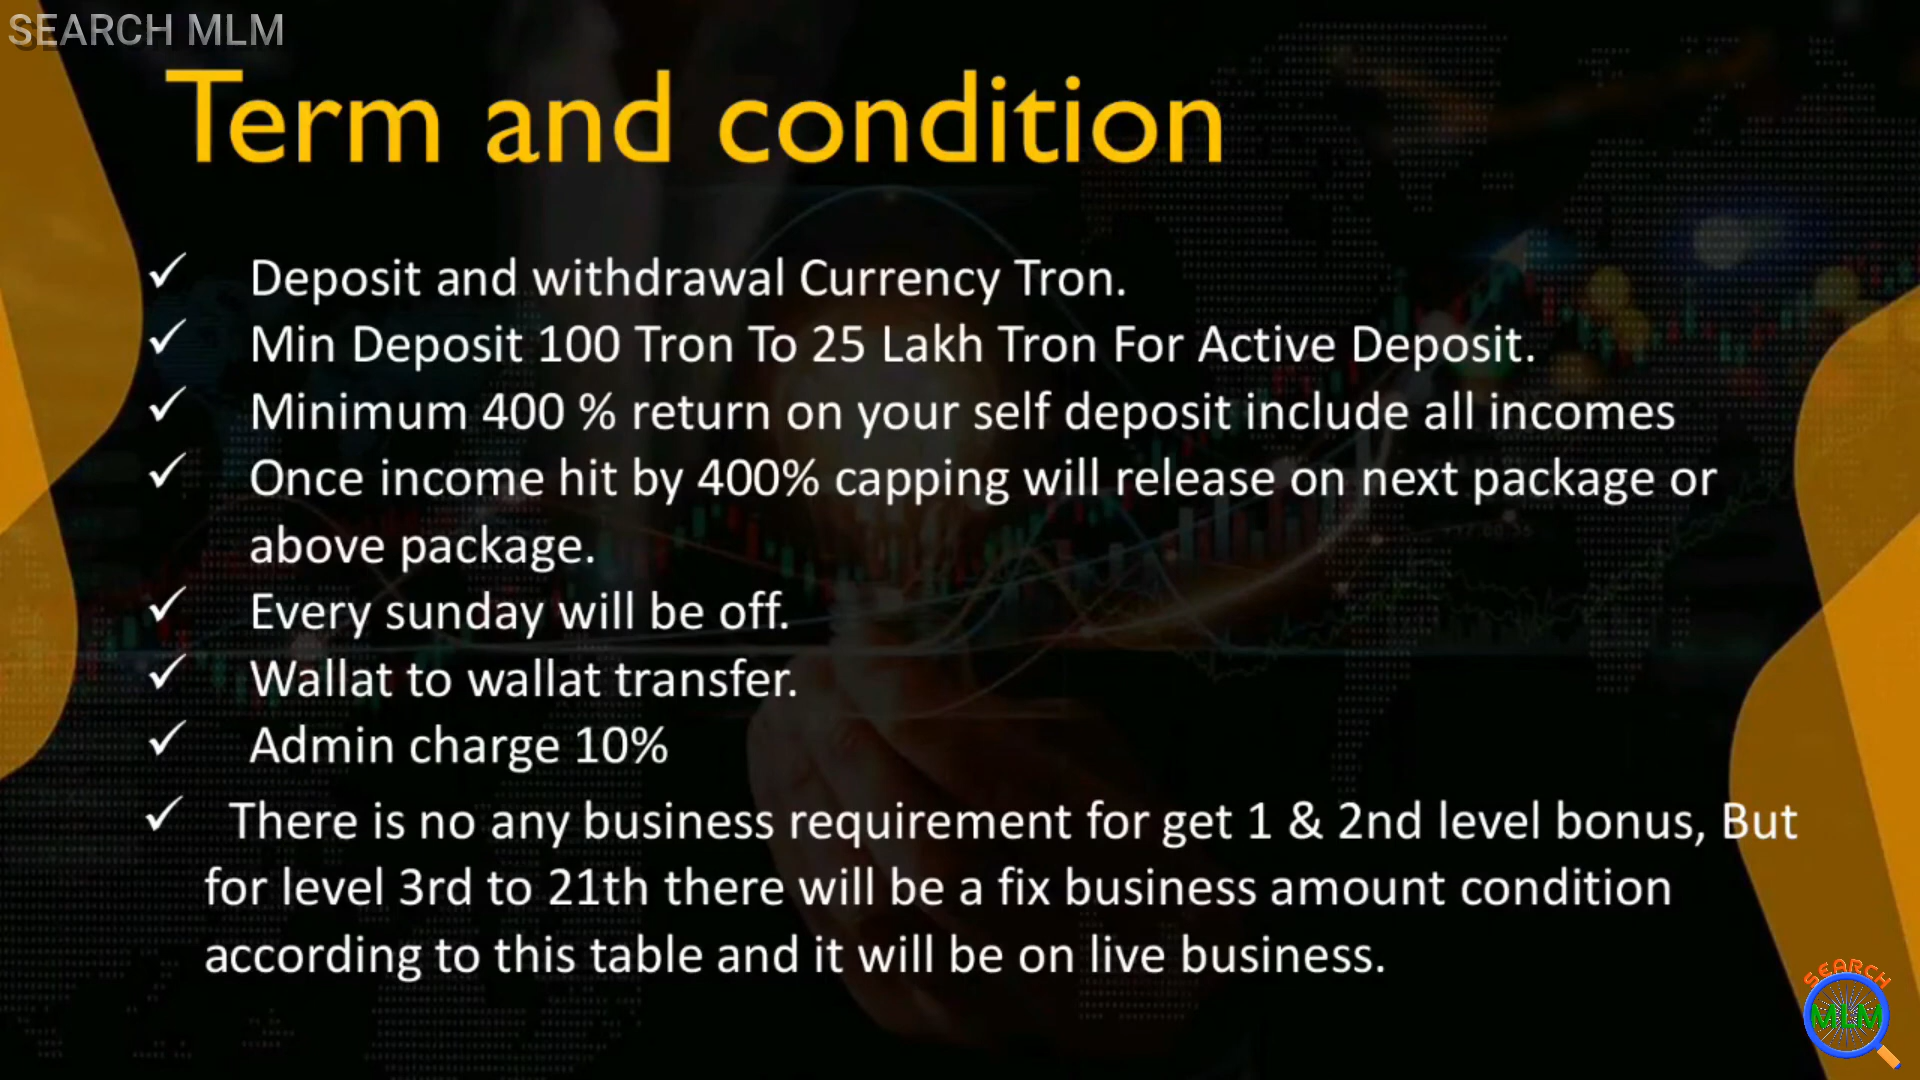 SEARCH MLM
Term and condition
✓ Deposit and withdrawal Currency Tron.
✓ Min Deposit 100 Tron To 25 Lakh Tron For Active Deposit.
✓ Minimum 400 % return on your self deposit include all incomes
✓ Once income hit by 400% capping will release on next package or
above package.
✓ Every sunday will be off.
✓ Wallat to wallat transfer.
✓ Admin charge 10%
✓ There is no any business requirement for get 1 & 2nd level bonus, But
for level 3rd to 21th there will be a fix business amount condition
according to this table and it will be on live business.
SEARCH
MLM